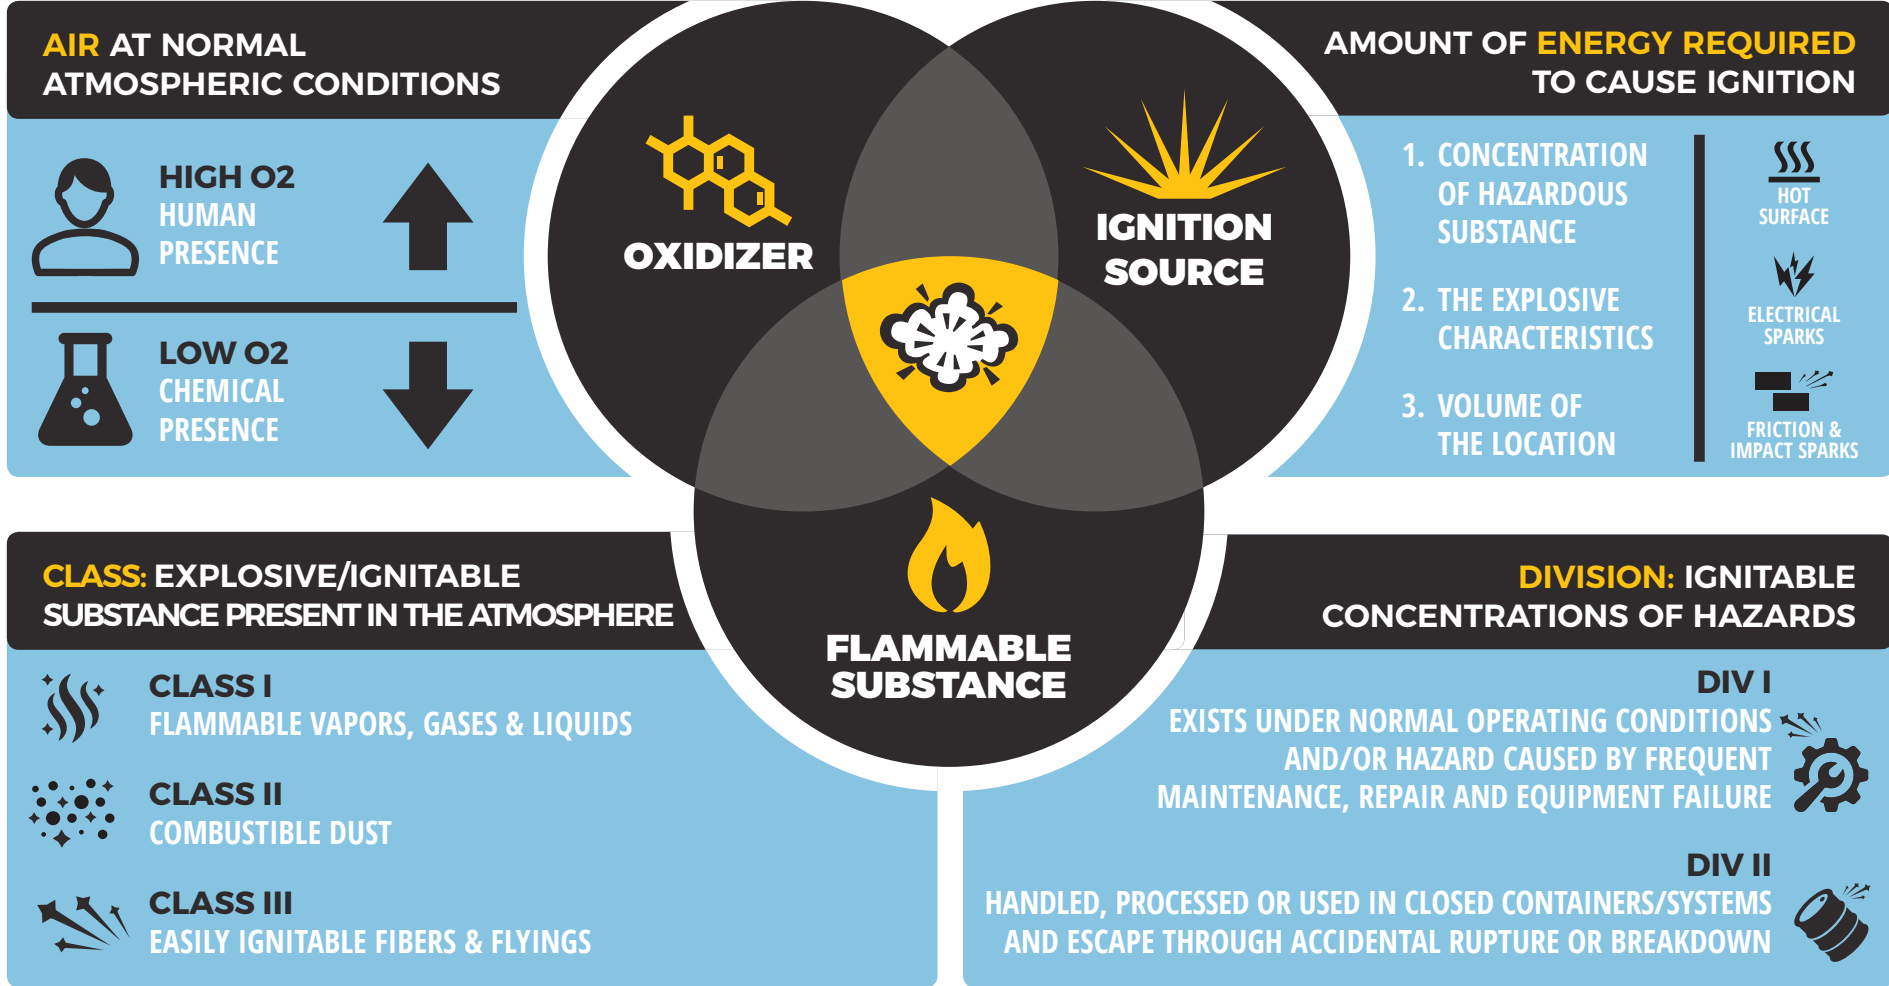 AIR AT NORMAL
ATMOSPHERIC CONDITIONS
HIGH O2
HUMAN
PRESENCE
LOW O2
CHEMICAL
PRESENCE
OXIDIZER
IGNITION
SOURCE
FLAMMABLE
SUBSTANCE
AMOUNT OF ENERGY REQUIRED
TO CAUSE IGNITION
1. CONCENTRATION
OF HAZARDOUS
SUBSTANCE
2. THE EXPLOSIVE
CHARACTERISTICS
3. VOLUME OF
THE LOCATION
HOT
SURFACE
ELECTRICAL
SPARKS
FRICTION &
IMPACT SPARKS
CLASS: EXPLOSIVE/IGNITABLE
SUBSTANCE PRESENT IN THE ATMOSPHERE
CLASS I
FLAMMABLE VAPORS, GASES & LIQUIDS
CLASS II
COMBUSTIBLE DUST
CLASS III
EASILY IGNITABLE FIBERS & FLYINGS
DIVISION: IGNITABLE
CONCENTRATIONS OF HAZARDS
DIV I
EXISTS UNDER NORMAL OPERATING CONDITIONS
AND/OR HAZARD CAUSED BY FREQUENT
MAINTENANCE, REPAIR AND EQUIPMENT FAILURE
DIV II
HANDLED, PROCESSED OR USED IN CLOSED CONTAINERS/SYSTEMS
AND ESCAPE THROUGH ACCIDENTAL RUPTURE OR BREAKDOWN